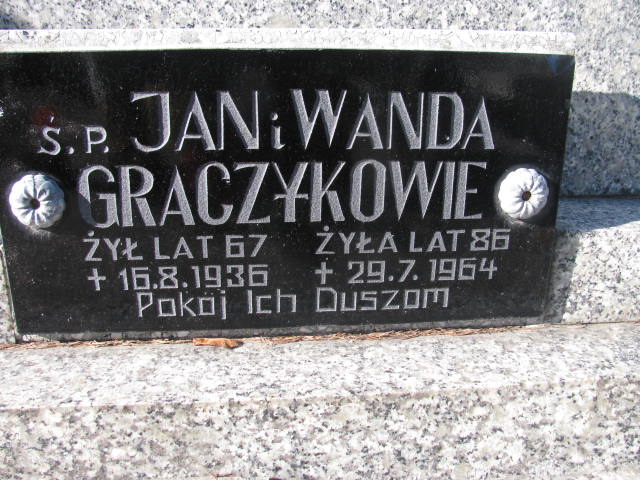 Ś.P. JAN i WANDA
GRACZYKOWIE
ŻYŁ LAT 67 ŻYŁA LAT 86
+ 16.8.1936 + 29.7.1964
Pokój Ich Duszom